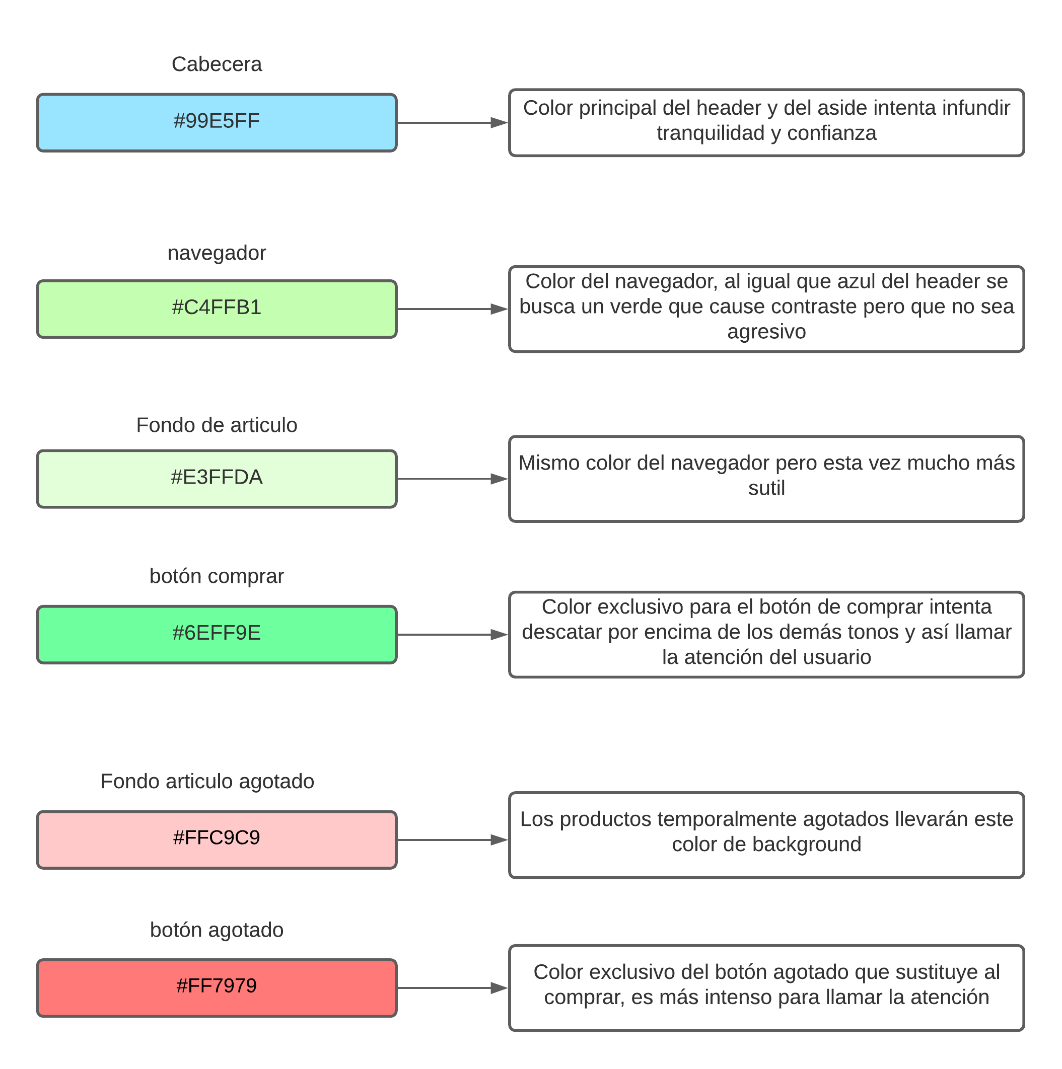 Cabecera
#99E5FF
Color principal del header y del aside intenta infundir
tranquilidad y confianza
navegador
#C4FFB1
Color del navegador, al igual que azul del header se
busca un verde que cause contraste pero que no sea
agresivo
Fondo de articulo
#E3FFDA
Mismo color del navegador pero esta vez mucho más
sutil
botón comprar
#6EFF9E
Color exclusivo para el botón de comprar intenta
descatar por encima de los demás tonos y así llamar
la atención del usuario
Fondo articulo agotado
#FFC9C9
Los productos temporalmente agotados llevarán este
color de background
botón agotado
#FF7979
Color exclusivo del botón agotado que sustituye al
comprar, es más intenso para llamar la atención